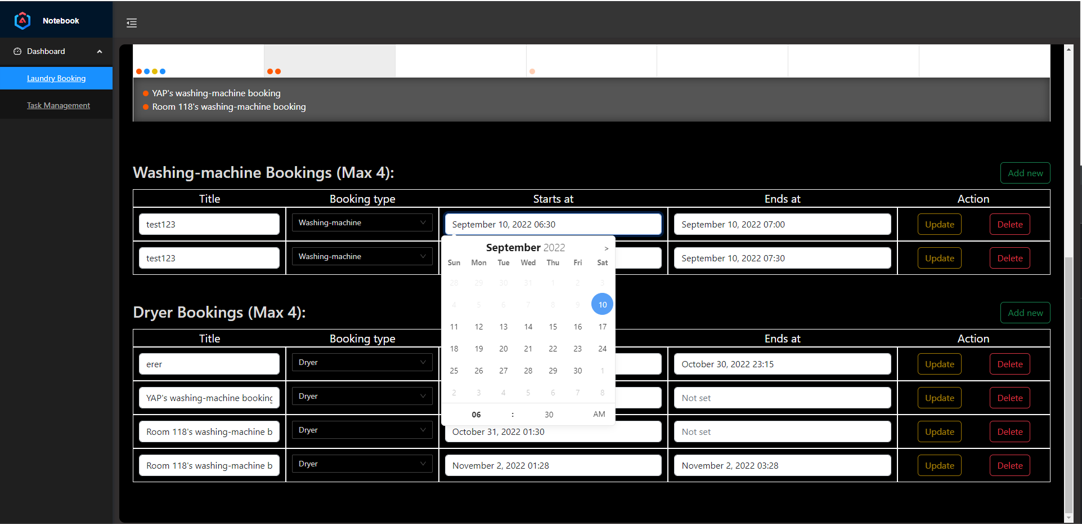 Notebook
Dashboard
Laundry Booking
Task Management
YAP's washing-machine booking
Room 118's washing-machine booking
Washing-machine Bookings (Max 4):
Add new
Title Booking type Starts at Ends at Action
test123 Washing-machine September 10, 2022 06:30 September 10, 2022 07:00 Update Delete
test123 Washing-machine September 10, 2022 07:30 Update Delete
September 2022 >
Sun Mon Tue Wed Thu Fri Sat
28 29 30 31 1 2 3
4 5 6 7 8 9 10
11 12 13 14 15 16 17
18 19 20 21 22 23 24
25 26 27 28 29 30 1
2 3 4 5 6 7 8
06 : 30 AM
Dryer Bookings (Max 4):
Add new
Title Booking type Ends at Action
erer Dryer October 30, 2022 23:15 Update Delete
YAP's washing-machine booking Dryer Not set Update Delete
Room 118's washing-machine b Dryer October 31, 2022 01:30 Not set Update Delete
Room 118's washing-machine b Dryer November 2, 2022 01:28 November 2, 2022 03:28 Update Delete